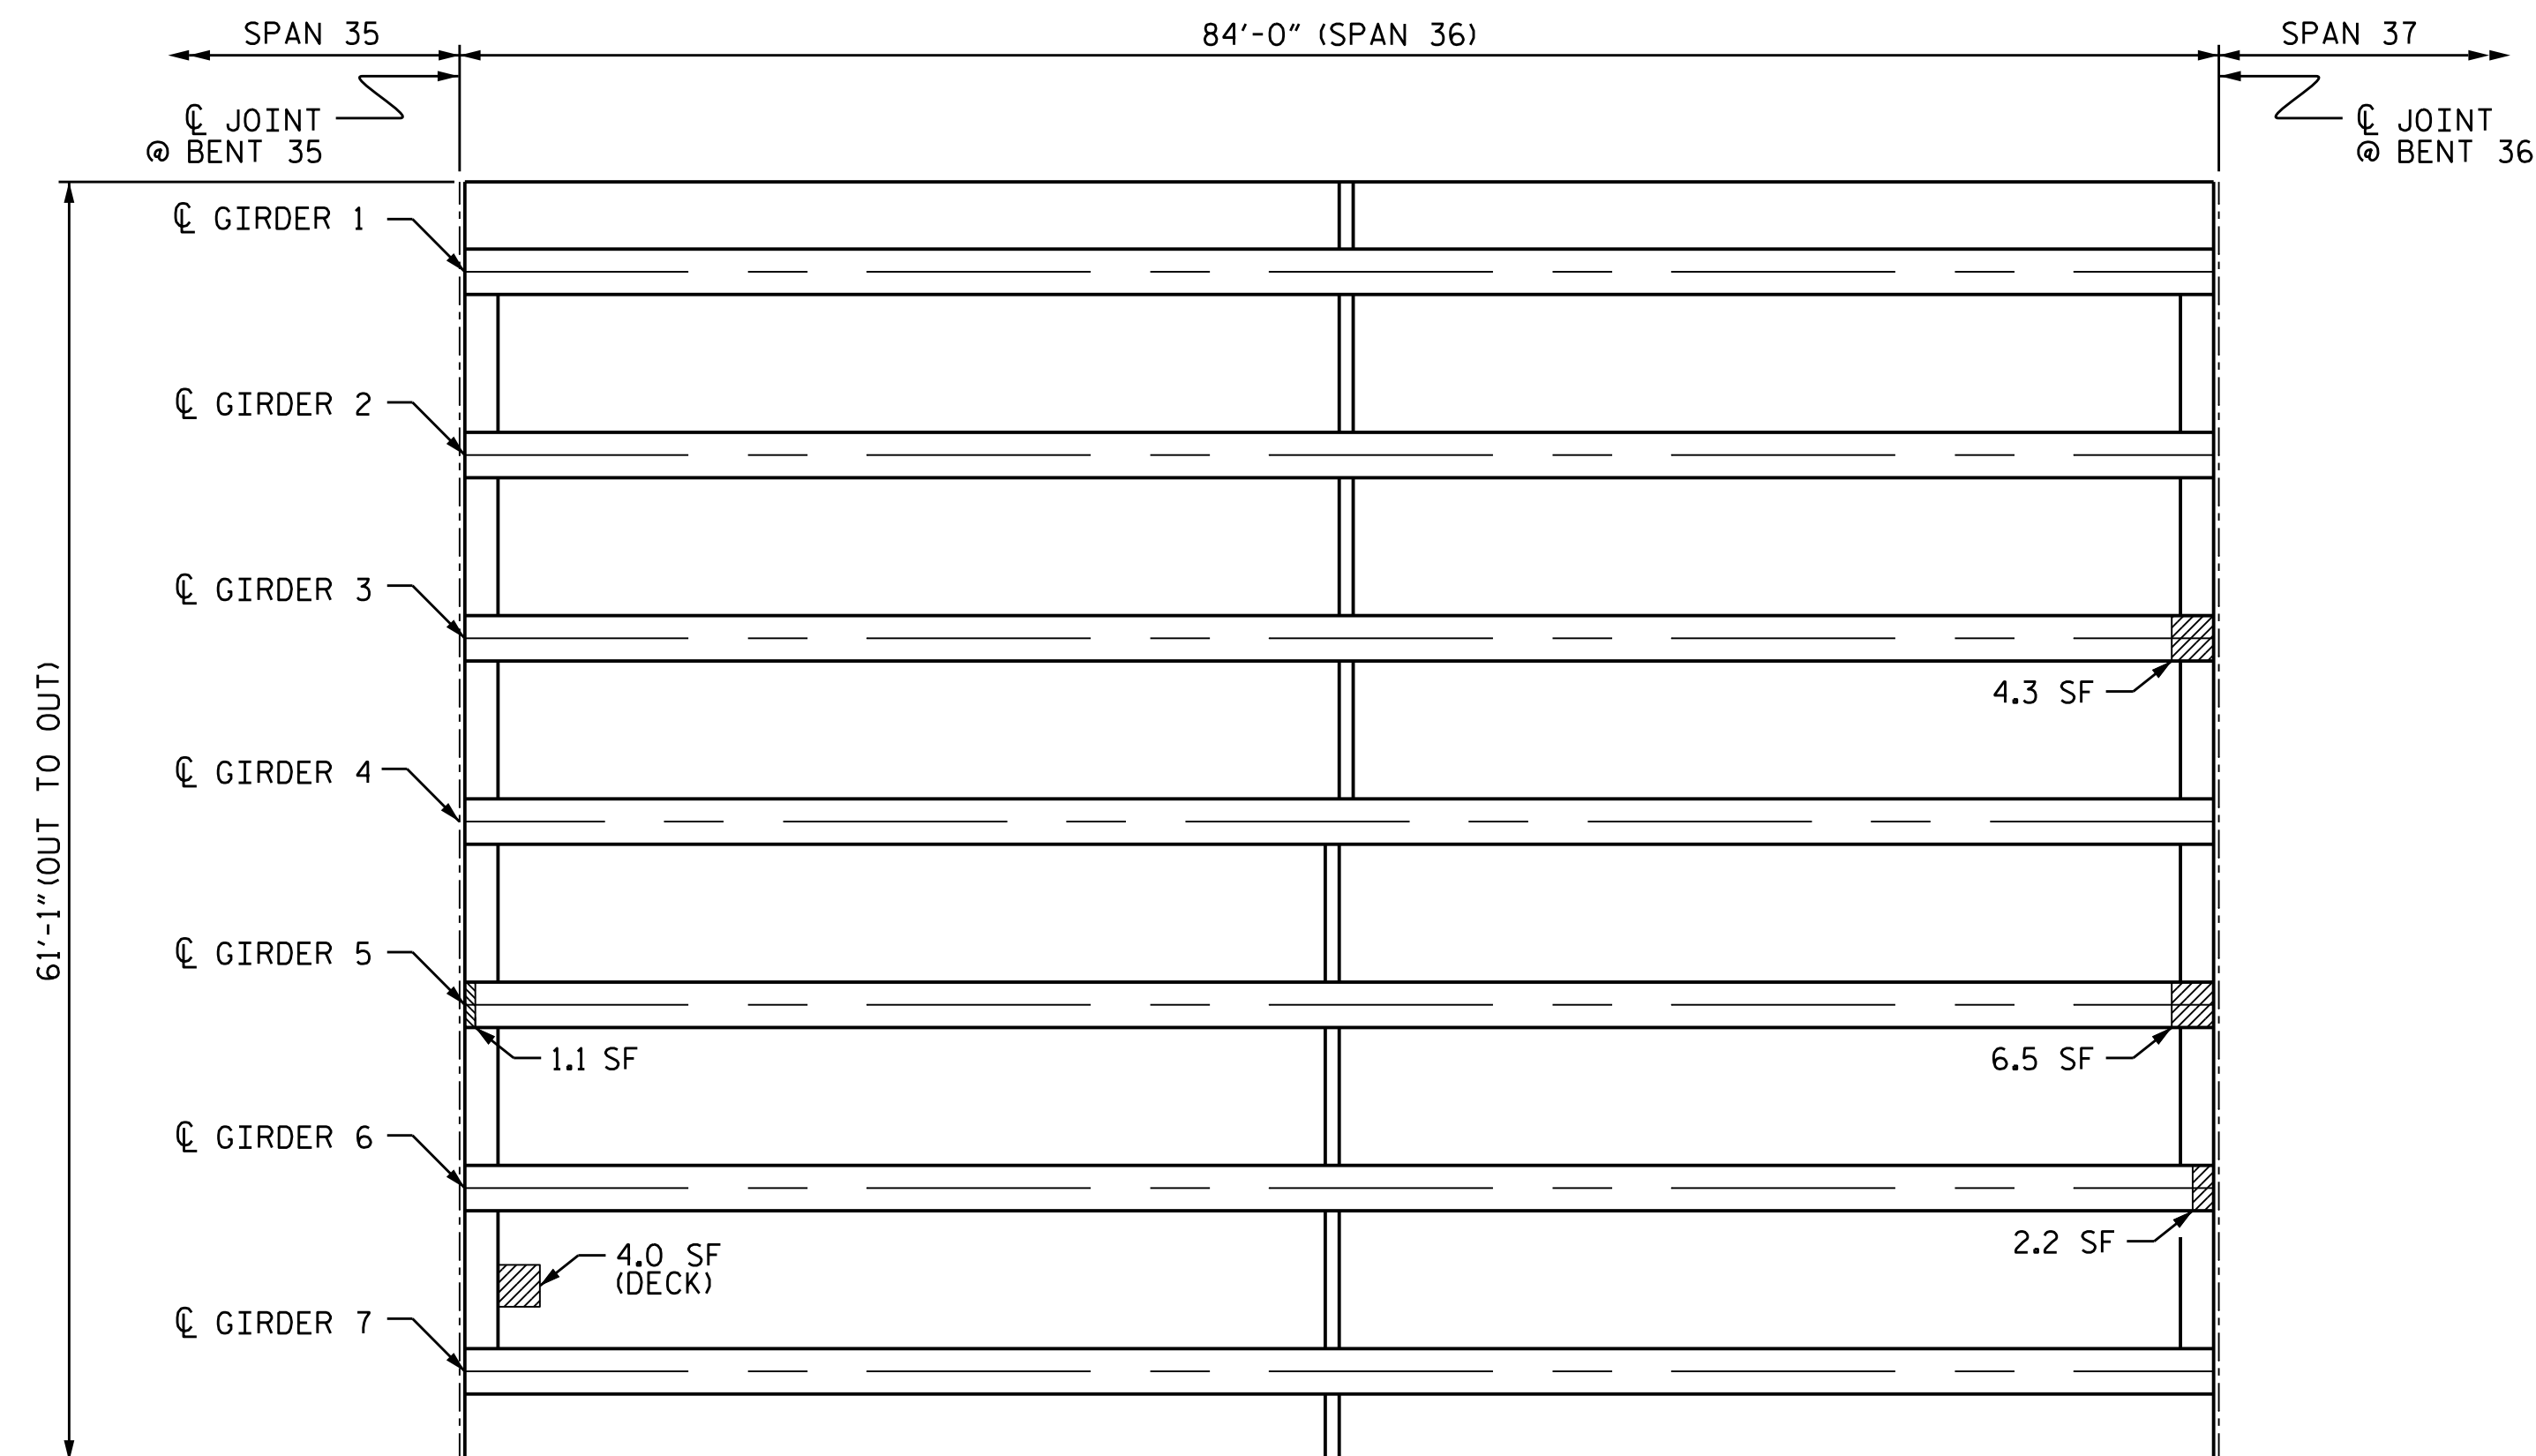 SPAN 35
84'-0" (SPAN 36)
SPAN 37
℄ JOINT
@ BENT 35
℄ JOINT
@ BENT 36
℄ GIRDER 1
℄ GIRDER 2
℄ GIRDER 3
4.3 SF
℄ GIRDER 4
61'-1"(OUT TO OUT)
℄ GIRDER 5
1.1 SF
6.5 SF
℄ GIRDER 6
2.2 SF
4.0 SF
(DECK)
℄ GIRDER 7